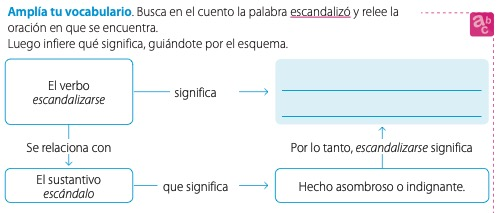 Amplía tu vocabulario. Busca en el cuento la palabra escandalizó y relee la
oración en que se encuentra.
Luego infiere qué significa, guiándote por el esquema.
abc
El verbo
escandalizarse
significa
Se relaciona con
Por lo tanto, escandalizarse significa
El sustantivo
escándalo
que significa
Hecho asombroso o indignante.